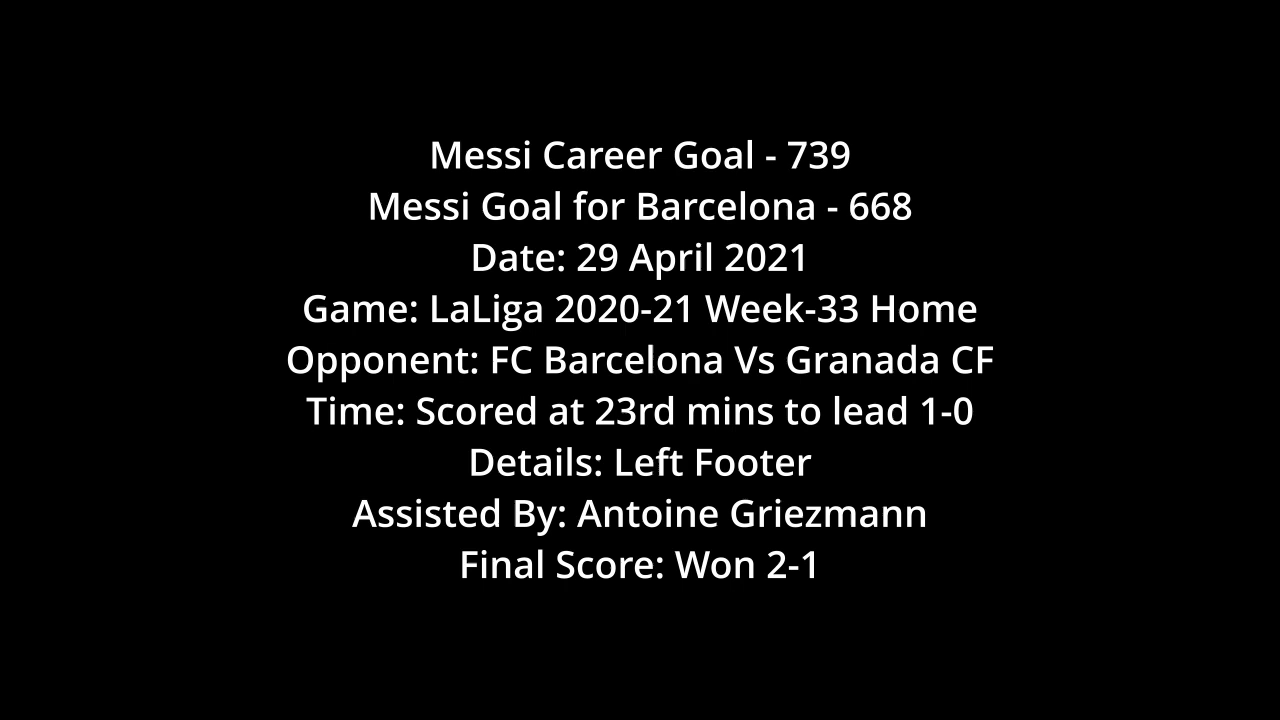 Messi Career Goal - 739
Messi Goal for Barcelona - 668
Date: 29 April 2021
Game: LaLiga 2020-21 Week-33 Home
Opponent: FC Barcelona Vs Granada CF
Time: Scored at 23rd mins to lead 1-0
Details: Left Footer
Assisted By: Antoine Griezmann
Final Score: Won 2-1